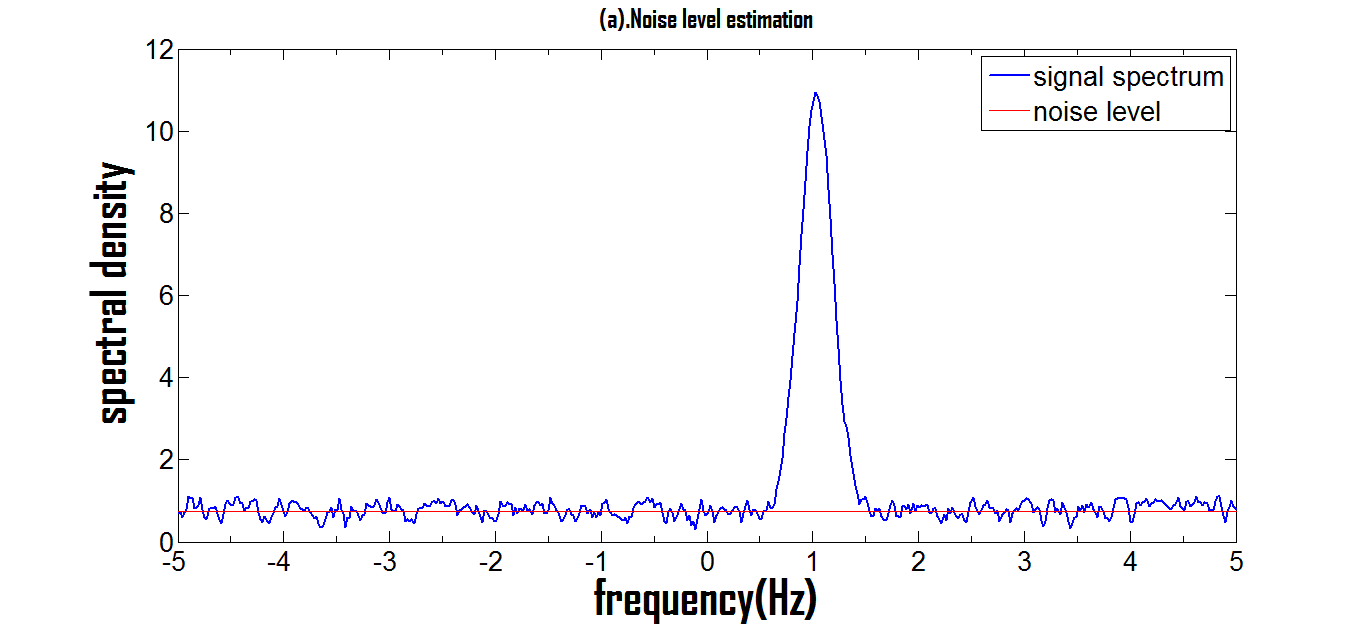 (a).Noise level estimation
12
10
8
6
4
2
0
spectral density
signal spectrum
noise level
-5 -4 -3 -2 -1 0 1 2 3 4 5
frequency(Hz)